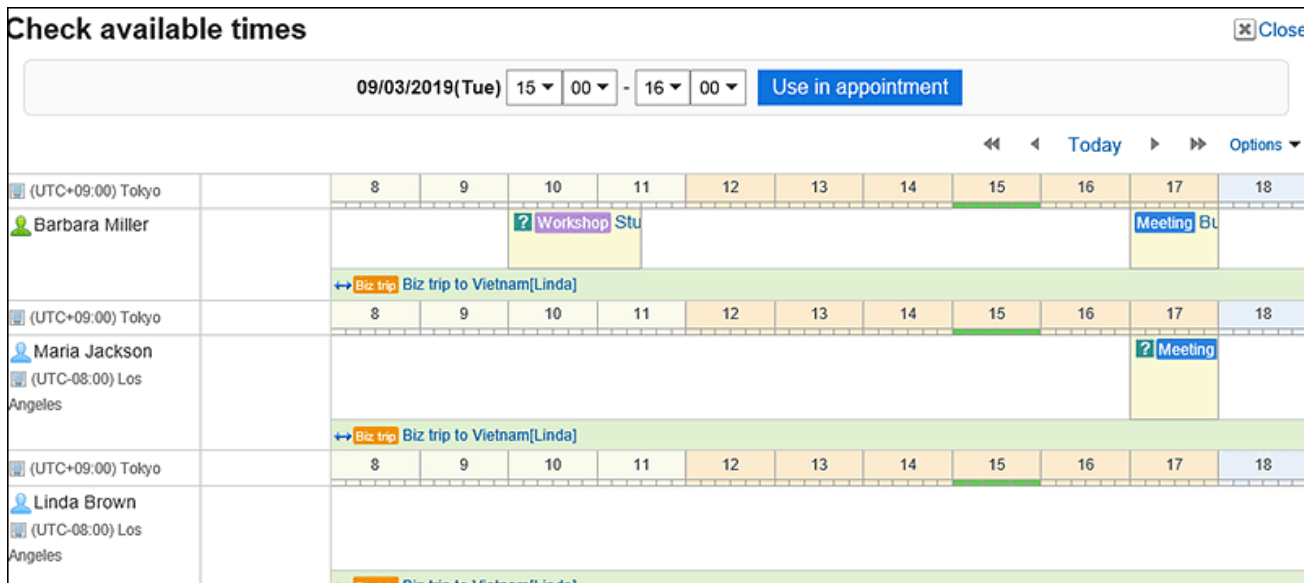 Check available times
Close
09/03/2019(Tue) 15 00 - 16 00 Use in appointment
Today Options
(UTC+09:00) Tokyo 8 9 10 11 12 13 14 15 16 17 18
Barbara Miller ? Workshop Stu Meeting Bu
Biz trip Biz trip to Vietnam[Linda]
(UTC+09:00) Tokyo 8 9 10 11 12 13 14 15 16 17 18
Maria Jackson ? Meeting
(UTC-08:00) Los
Angeles
Biz trip Biz trip to Vietnam[Linda]
(UTC+09:00) Tokyo 8 9 10 11 12 13 14 15 16 17 18
Linda Brown
(UTC-08:00) Los
Angeles
Biz trip to Vietnam[Linda]